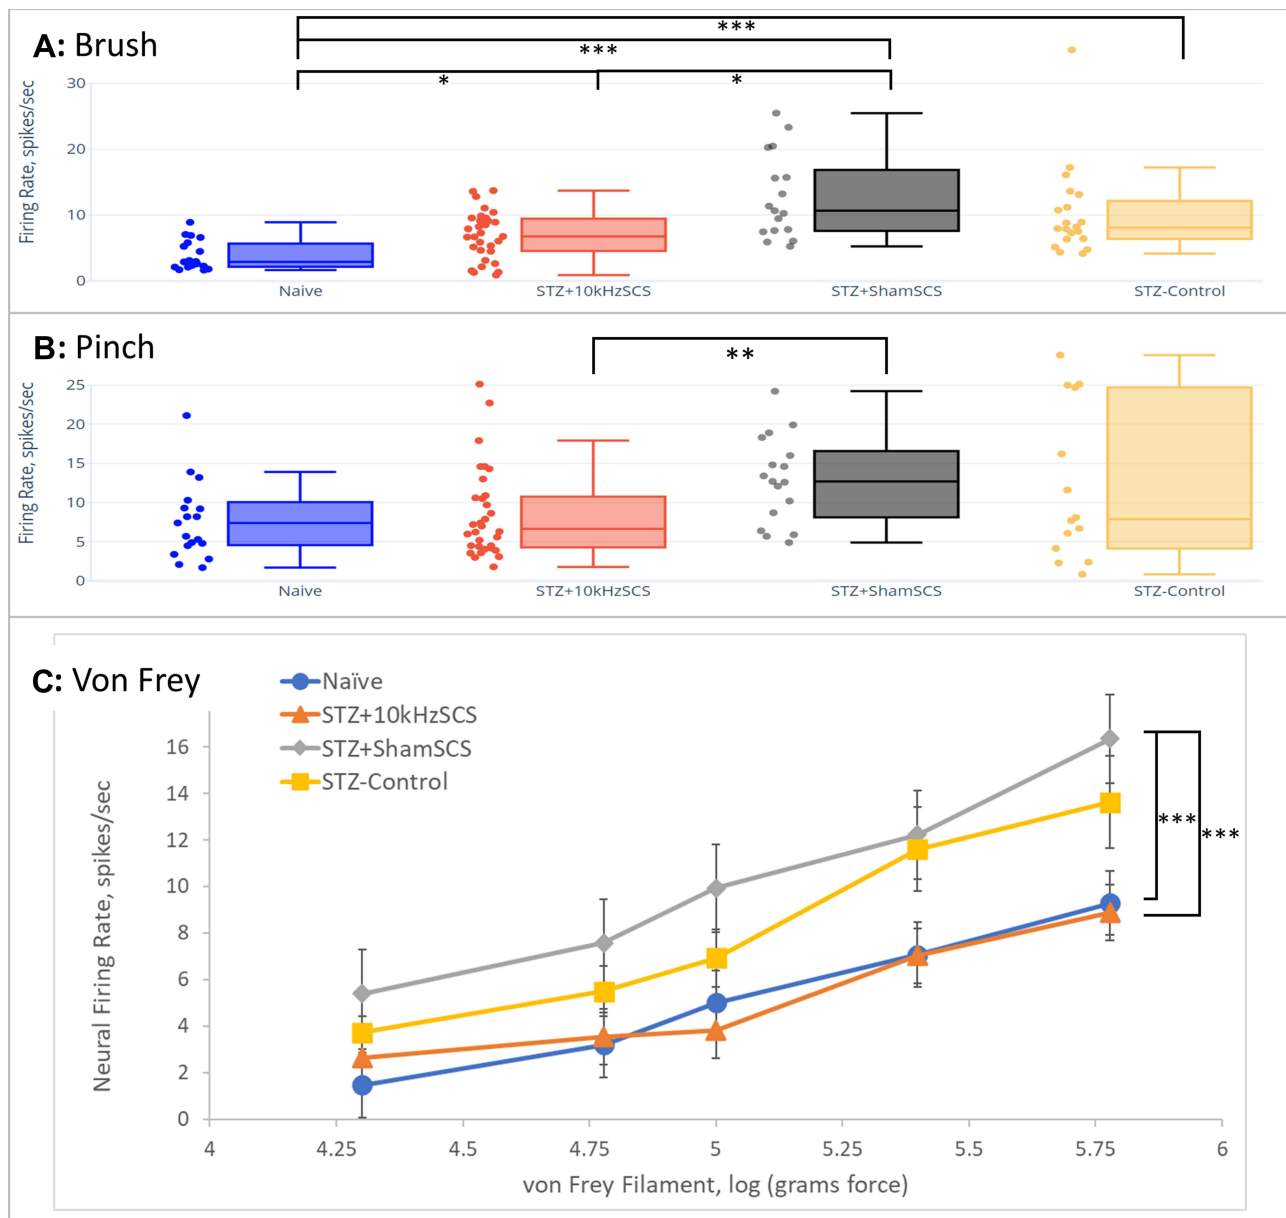 A: Brush
***
***
*
*
Firing Rate, spikes/sec
30
20
10
0
Naive
STZ+10kHzSCS
STZ+ShamSCS
STZ-Control
B: Pinch
**
Firing Rate, spikes/sec
25
20
15
10
5
0
Naive
STZ+10kHzSCS
STZ+ShamSCS
STZ-Control
C: Von Frey
Naïve
STZ+10kHzSCS
STZ+ShamSCS
STZ-Control
Neural Firing Rate, spikes/sec
16
14
12
10
8
6
4
2
0
***
***
4
4.25
4.5
4.75
5
5.25
5.5
5.75
6
von Frey Filament, log (grams force)